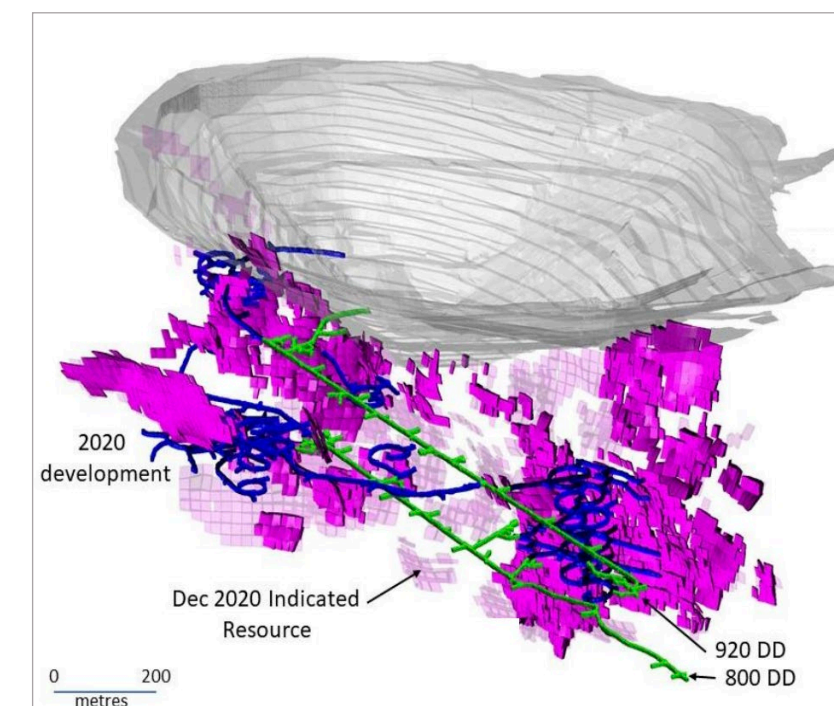 2020
development
Dec 2020 Indicated
Resource
920 DD
800 DD
0 200
metres